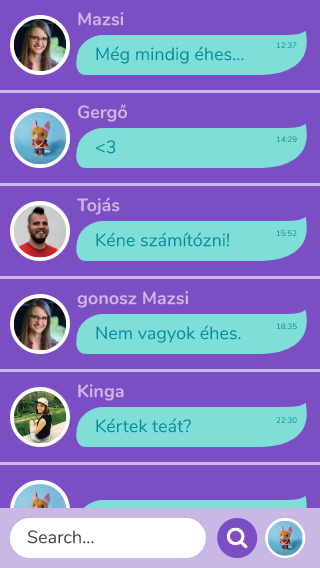 Mazsi
12:37
Még mindig éhes...
Gergő
14:29
<3
Tojás
15:52
Kéne számítózni!
gonosz Mazsi
18:35
Nem vagyok éhes.
Kinga
22:30
Kértek teát?
Search...